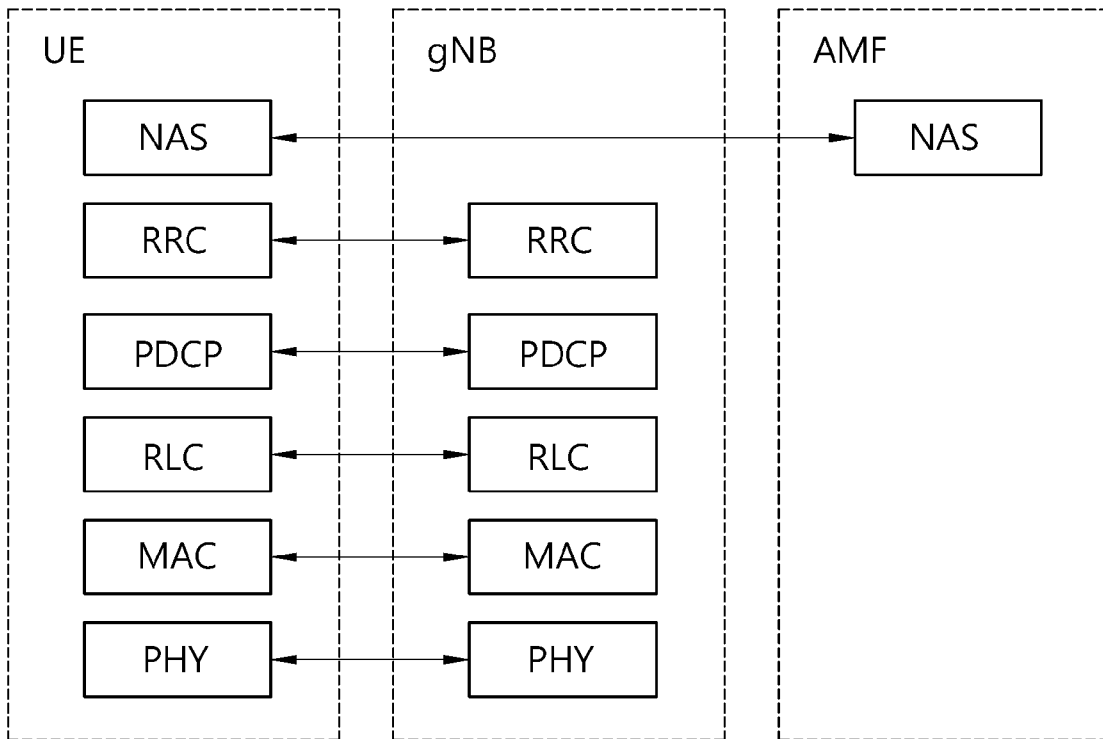 UE gNB AMF
NAS NAS
RRC RRC
PDCP PDCP
RLC RLC
MAC MAC
PHY PHY